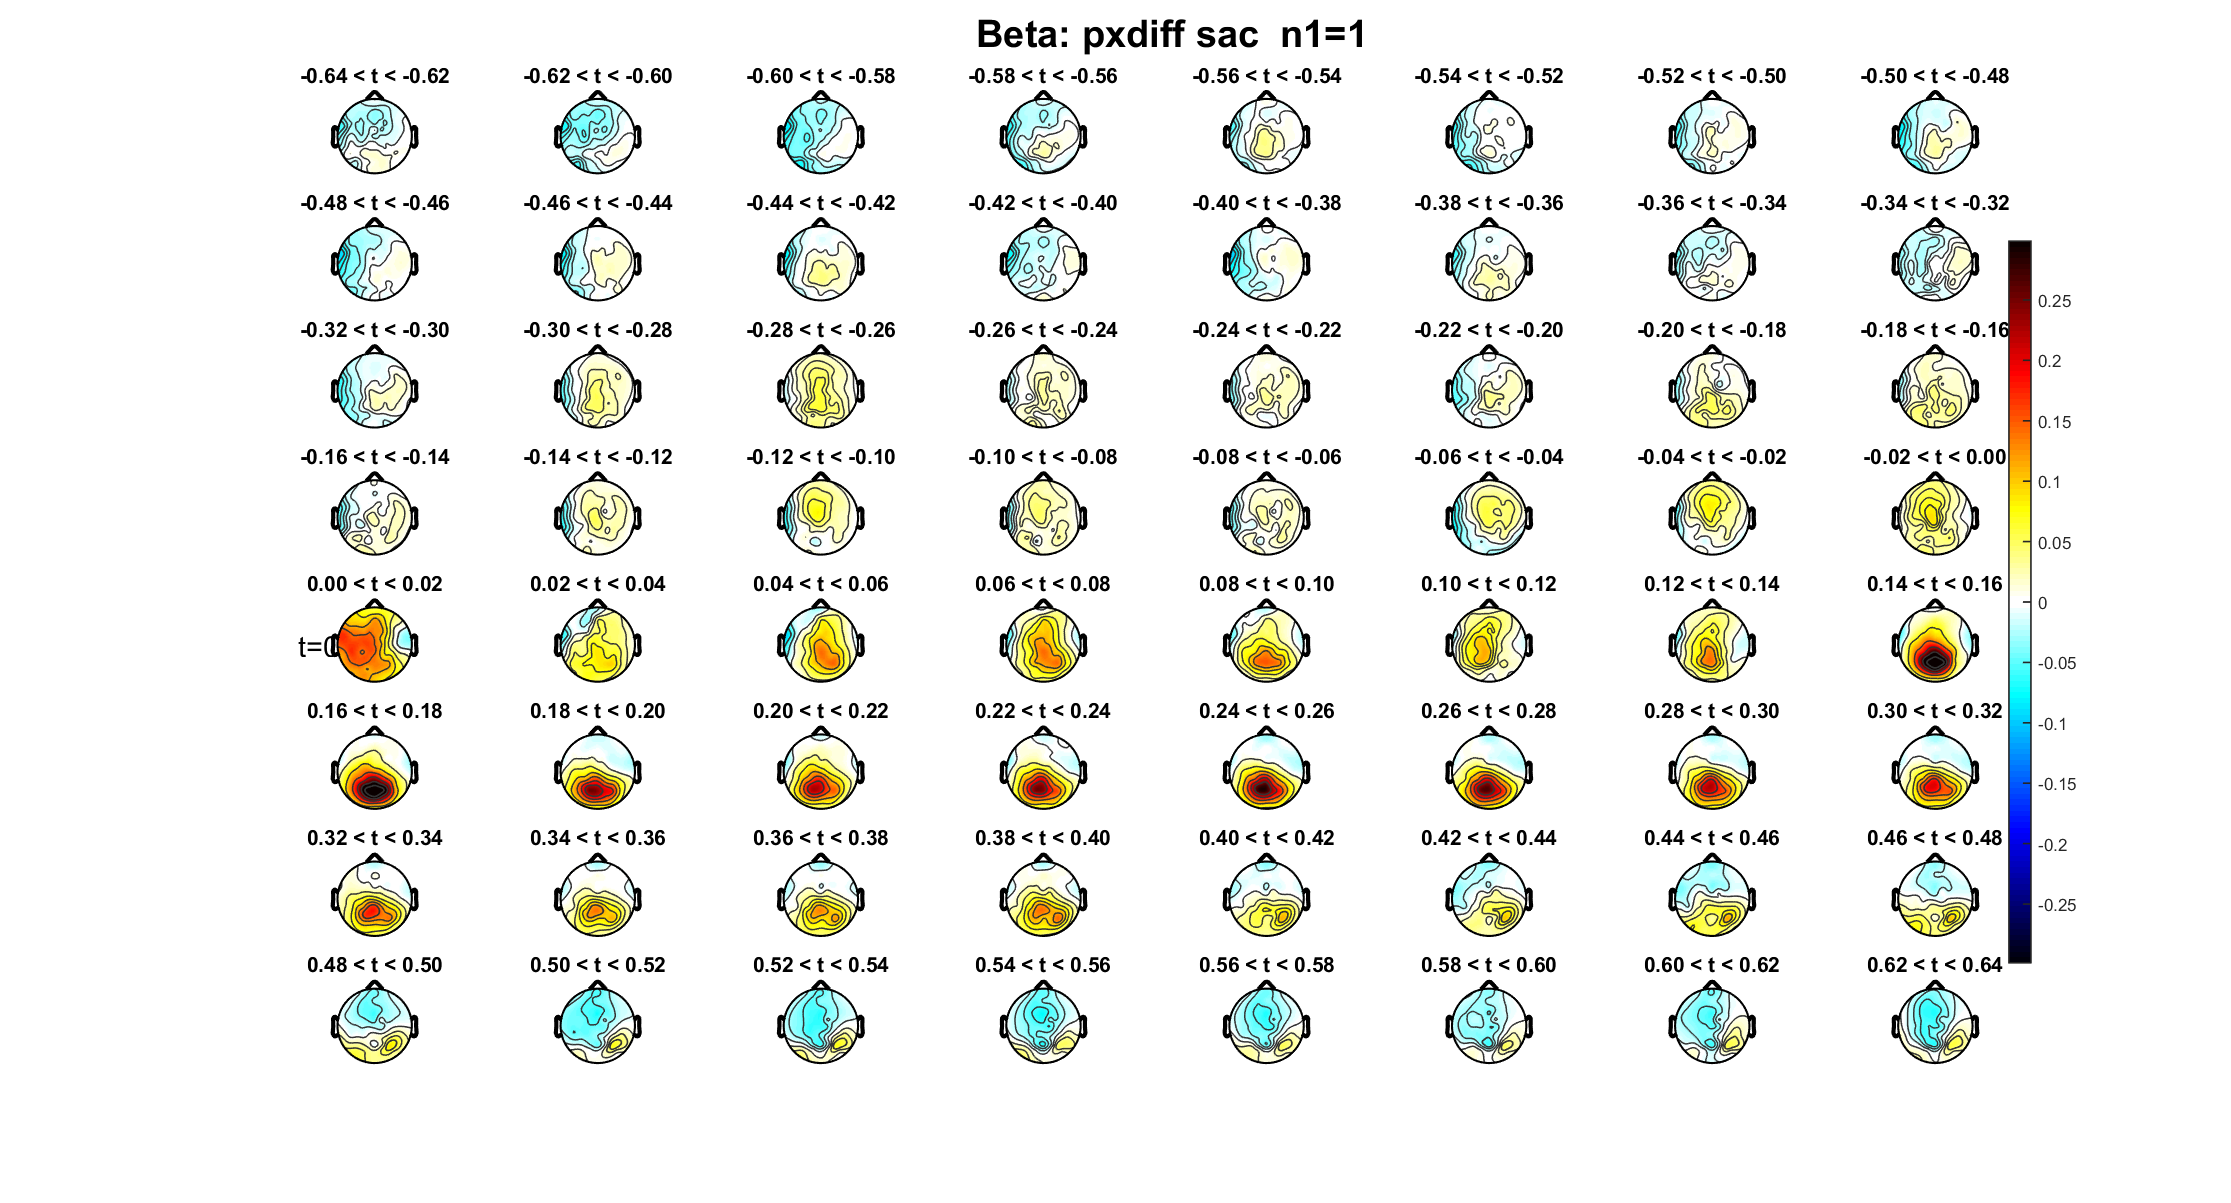 Beta: pxdiff sac  n1=1
-0.64 < t < -0.62
-0.62 < t < -0.60
-0.60 < t < -0.58
-0.58 < t < -0.56
-0.56 < t < -0.54
-0.54 < t < -0.52
-0.52 < t < -0.50
-0.50 < t < -0.48
-0.48 < t < -0.46
-0.46 < t < -0.44
-0.44 < t < -0.42
-0.42 < t < -0.40
-0.40 < t < -0.38
-0.38 < t < -0.36
-0.36 < t < -0.34
-0.34 < t < -0.32
-0.32 < t < -0.30
-0.30 < t < -0.28
-0.28 < t < -0.26
-0.26 < t < -0.24
-0.24 < t < -0.22
-0.22 < t < -0.20
-0.20 < t < -0.18
-0.18 < t < -0.16
-0.16 < t < -0.14
-0.14 < t < -0.12
-0.12 < t < -0.10
-0.10 < t < -0.08
-0.08 < t < -0.06
-0.06 < t < -0.04
-0.04 < t < -0.02
-0.02 < t < 0.00
0.00 < t < 0.02
0.02 < t < 0.04
0.04 < t < 0.06
0.06 < t < 0.08
0.08 < t < 0.10
0.10 < t < 0.12
0.12 < t < 0.14
0.14 < t < 0.16
t=0
0.16 < t < 0.18
0.18 < t < 0.20
0.20 < t < 0.22
0.22 < t < 0.24
0.24 < t < 0.26
0.26 < t < 0.28
0.28 < t < 0.30
0.30 < t < 0.32
0.32 < t < 0.34
0.34 < t < 0.36
0.36 < t < 0.38
0.38 < t < 0.40
0.40 < t < 0.42
0.42 < t < 0.44
0.44 < t < 0.46
0.46 < t < 0.48
0.48 < t < 0.50
0.50 < t < 0.52
0.52 < t < 0.54
0.54 < t < 0.56
0.56 < t < 0.58
0.58 < t < 0.60
0.60 < t < 0.62
0.62 < t < 0.64
0.25
0.2
0.15
0.1
0.05
0
-0.05
-0.1
-0.15
-0.2
-0.25